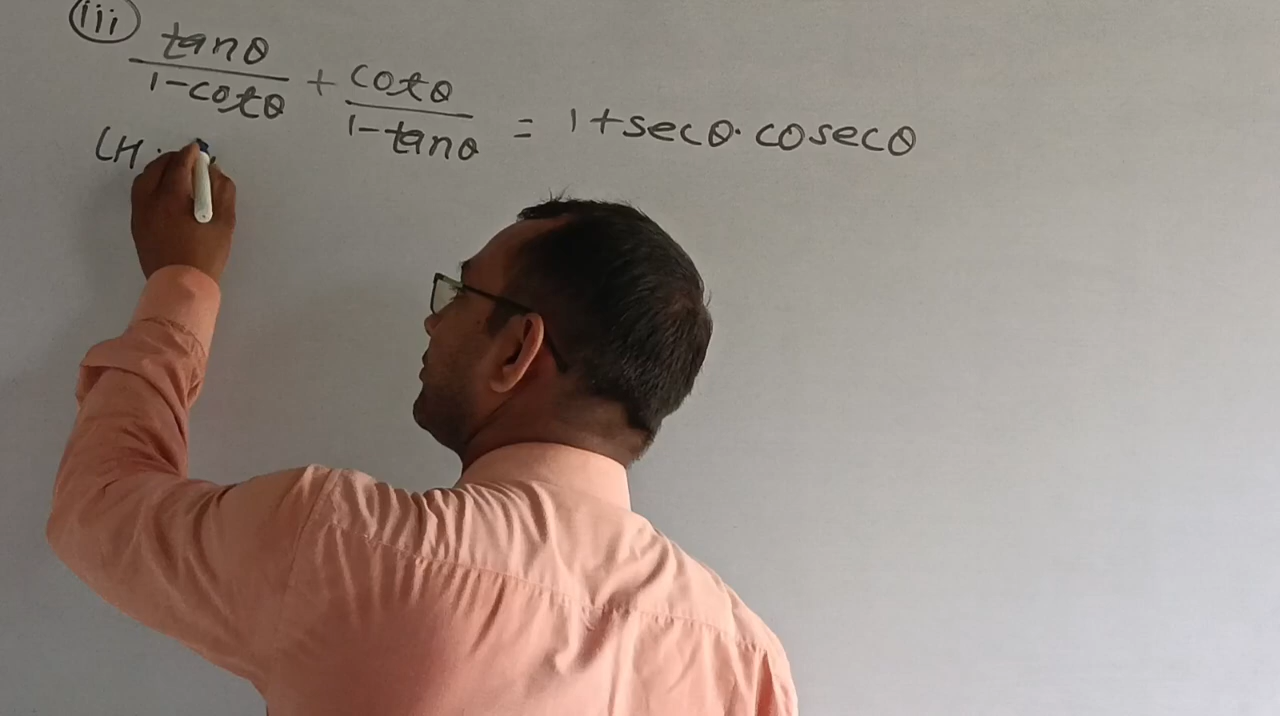 (iii) tanθ/1-cotθ + cotθ/1-tanθ = 1+secθ·cosecθ
LH.